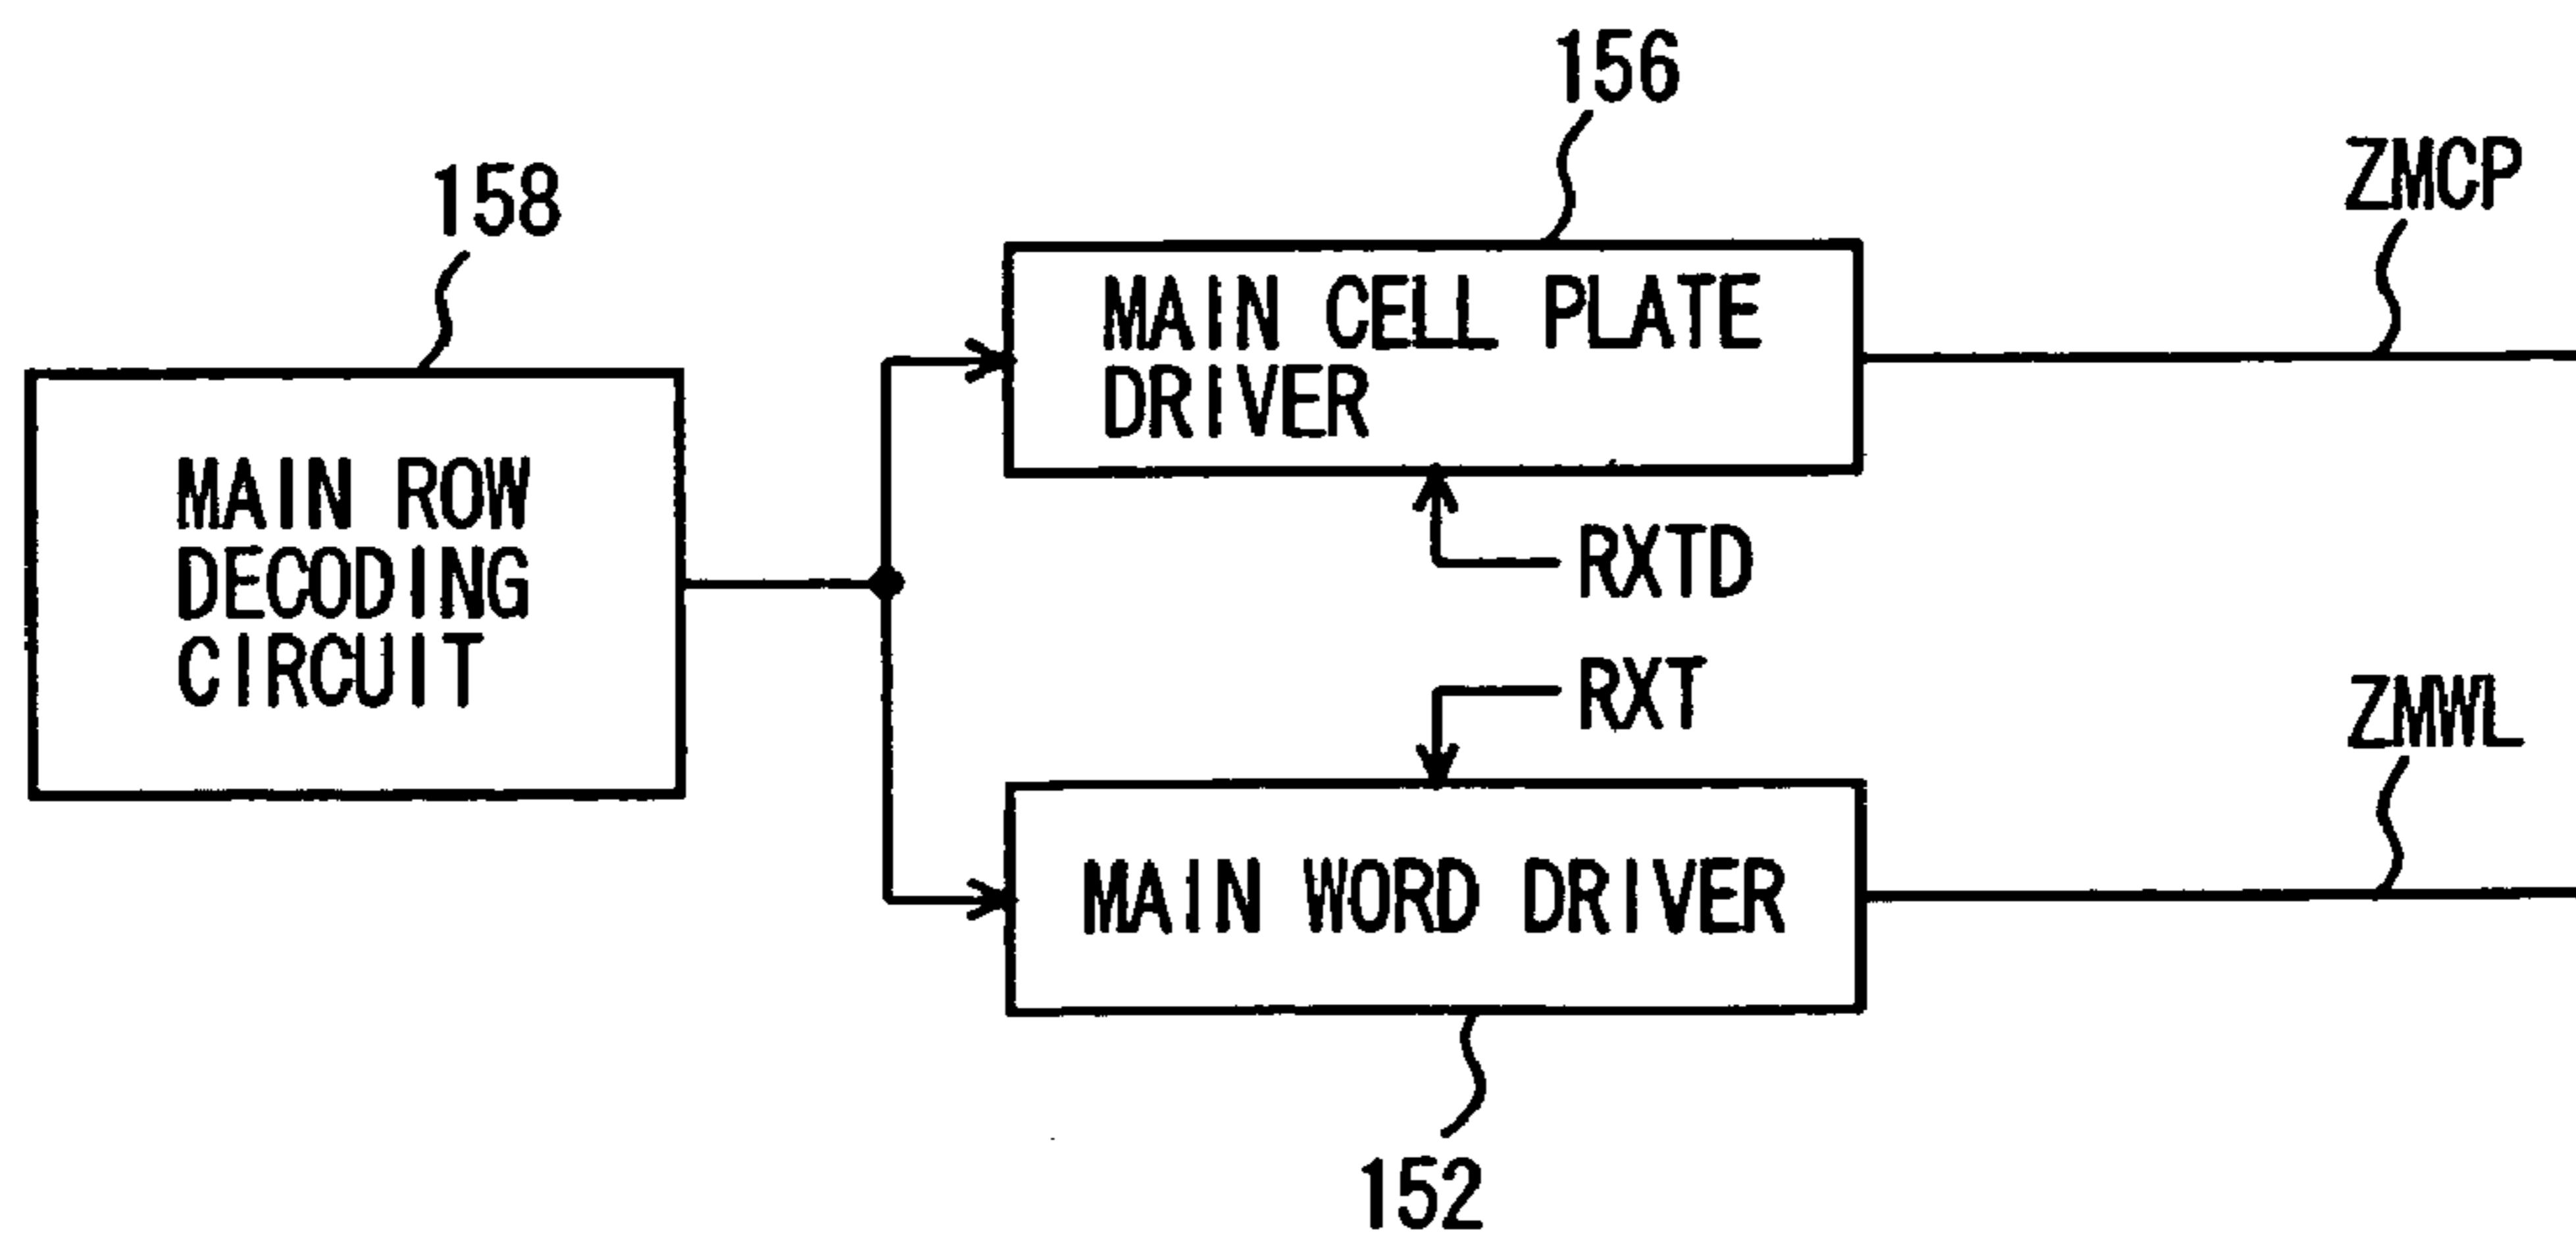 156
ZMCP
158
MAIN CELL PLATE
DRIVER
MAIN ROW
DECODING
CIRCUIT
RXTD
RXT
ZMWL
MAIN WORD DRIVER
152